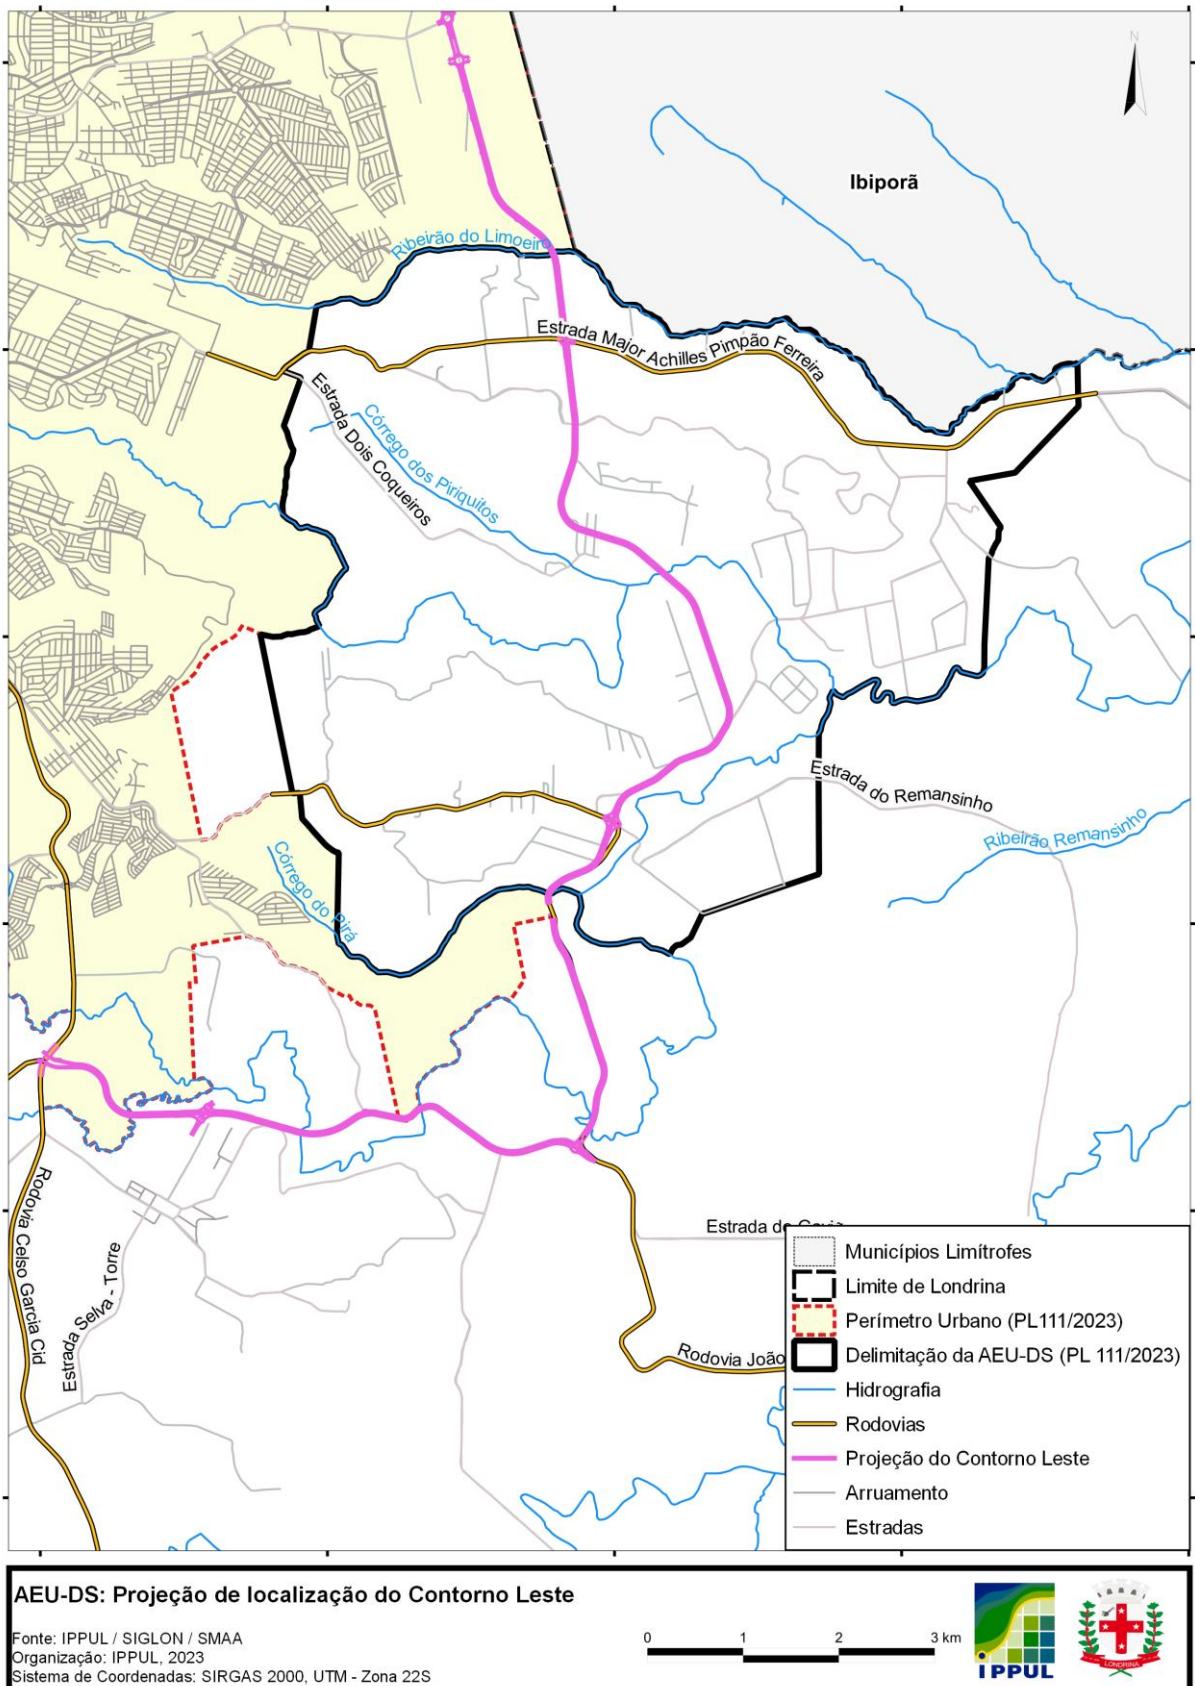 N
Ibiporã
Ribeirão do Limoeiro
Estrada Major Achilles Pimpão Ferreira
Estrada Dois Coqueiros
Córrego dos Piriquitos
Estrada do Remansinho
Ribeirão Remansinho
Córrego do Pirá
Rodovia Celso Garcia Cid
Estrada Selva - Torre
Estrada do
Rodovia João
Municípios Limítrofes
Limite de Londrina
Perímetro Urbano (PL111/2023)
Delimitação da AEU-DS (PL 111/2023)
Hidrografia
Rodovias
Projeção do Contorno Leste
Arruamento
Estradas
AEU-DS: Projeção de localização do Contorno Leste
Fonte: IPPUL / SIGLON / SMAA
Organização: IPPUL, 2023
Sistema de Coordenadas: SIRGAS 2000, UTM - Zona 22S
0 1 2 3 km
IPPUL
LONDRINA